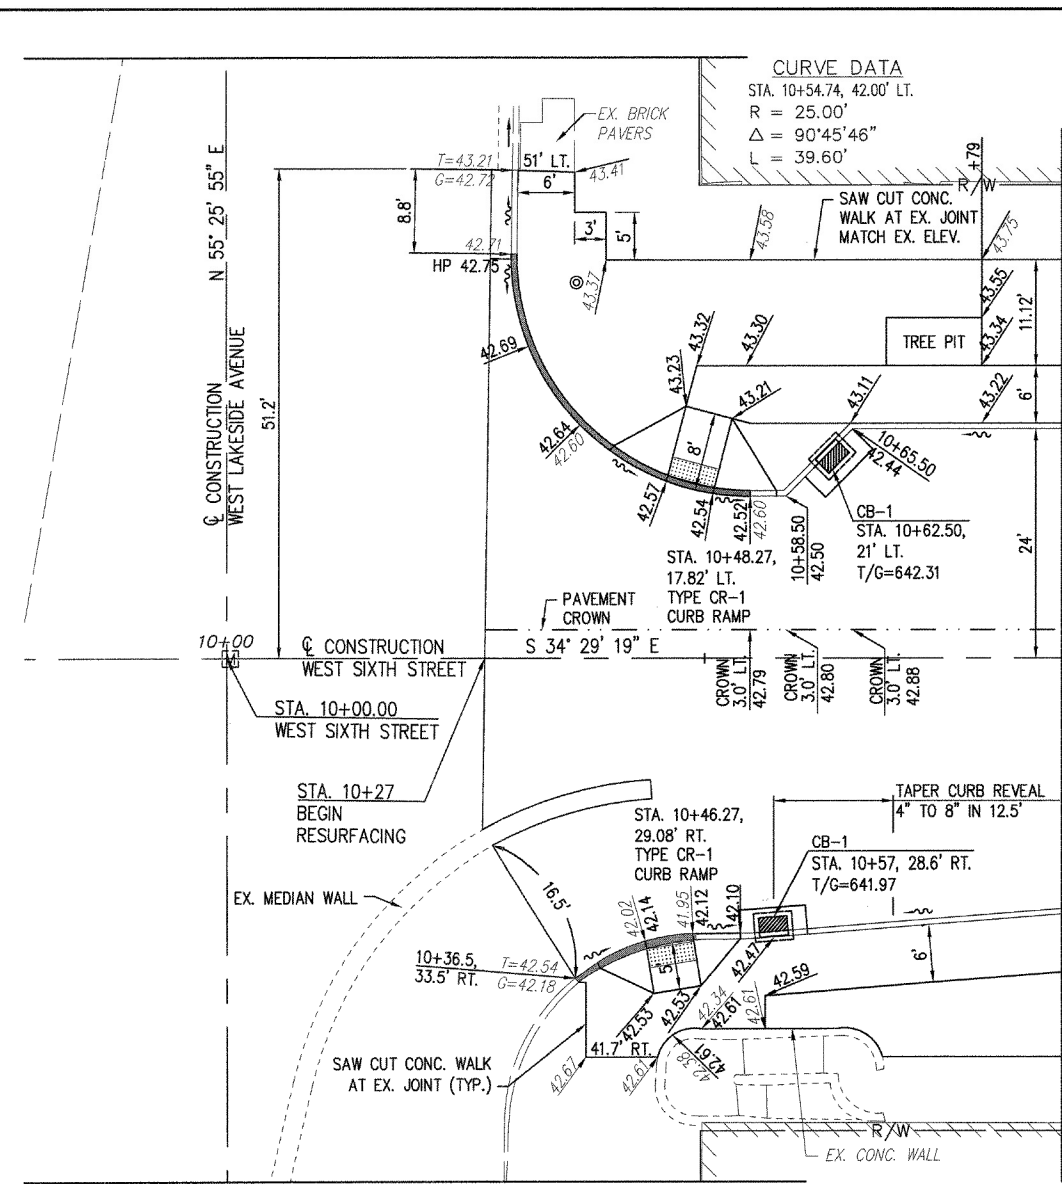 CURVE DATA
STA. 10+54.74, 42.00' LT.
R = 25.00'
Δ = 90°45'46"
L = 39.60'
EX. BRICK
PAVERS
+79
R/W
T=43.21
G=42.72
51' LT.
6'
43.41
SAW CUT CONC.
WALK AT EX. JOINT
MATCH EX. ELEV.
8.8'
3'
5'
43.58
43.75
42.71
HP 42.75
43.37
43.55
11.12'
N 55° 25' 55" E
℄ CONSTRUCTION
WEST LAKESIDE AVENUE
51.2'
42.69
43.32
43.30
TREE PIT
43.34
43.23
43.21
43.11
43.22
6'
42.64
42.60
8'
10+65.50
42.44
42.57
42.54
42.52
42.60
10+58.50
42.50
CB-1
STA. 10+62.50,
21' LT.
T/G=642.31
24'
STA. 10+48.27,
17.82' LT.
TYPE CR-1
CURB RAMP
PAVEMENT
CROWN
10+00
℄ CONSTRUCTION
WEST SIXTH STREET
S 34° 29' 19" E
CROWN
3.0' LT.
42.79
CROWN
3.0' LT.
42.80
CROWN
3.0' LT.
42.88
STA. 10+00.00
WEST SIXTH STREET
STA. 10+27
BEGIN
RESURFACING
TAPER CURB REVEAL
4" TO 8" IN 12.5'
STA. 10+46.27,
29.08' RT.
TYPE CR-1
CURB RAMP
CB-1
STA. 10+57, 28.6' RT.
T/G=641.97
EX. MEDIAN WALL
16.5'
42.02
42.14
41.95
42.12
42.10
10+36.5,
33.5' RT.
T=42.54
G=42.18
5'
42.47
42.59
6'
42.53
42.53
42.34
42.61
42.61
41.7' RT.
SAW CUT CONC. WALK
AT EX. JOINT (TYP.)
42.67
42.61
42.61
42.38
R/W
EX. CONC. WALL